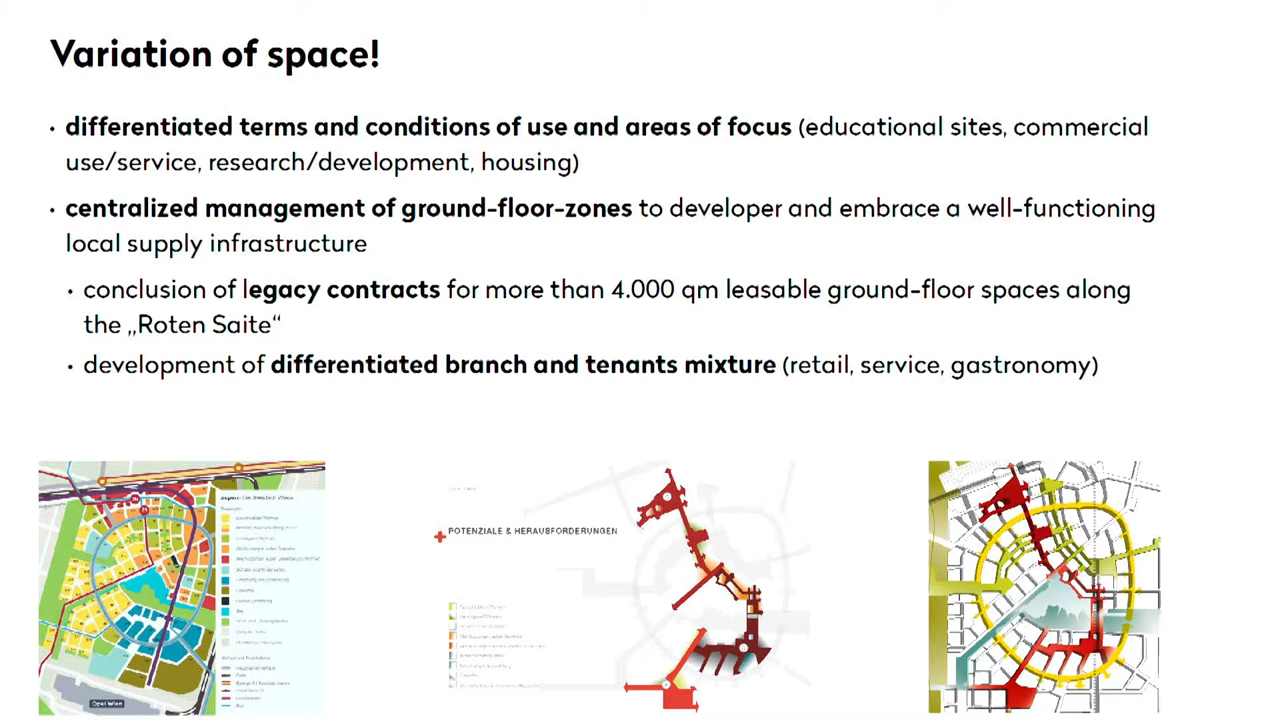 Variation of space!
• differentiated terms and conditions of use and areas of focus (educational sites, commercial
use/service, research/development, housing)
• centralized management of ground-floor-zones to developer and embrace a well-functioning
local supply infrastructure
• conclusion of legacy contracts for more than 4.000 qm leasable ground-floor spaces along
the „Roten Saite“
• development of differentiated branch and tenants mixture (retail, service, gastronomy)
POTENZIALE & HERAUSFORDERUNGEN
Opel Wien